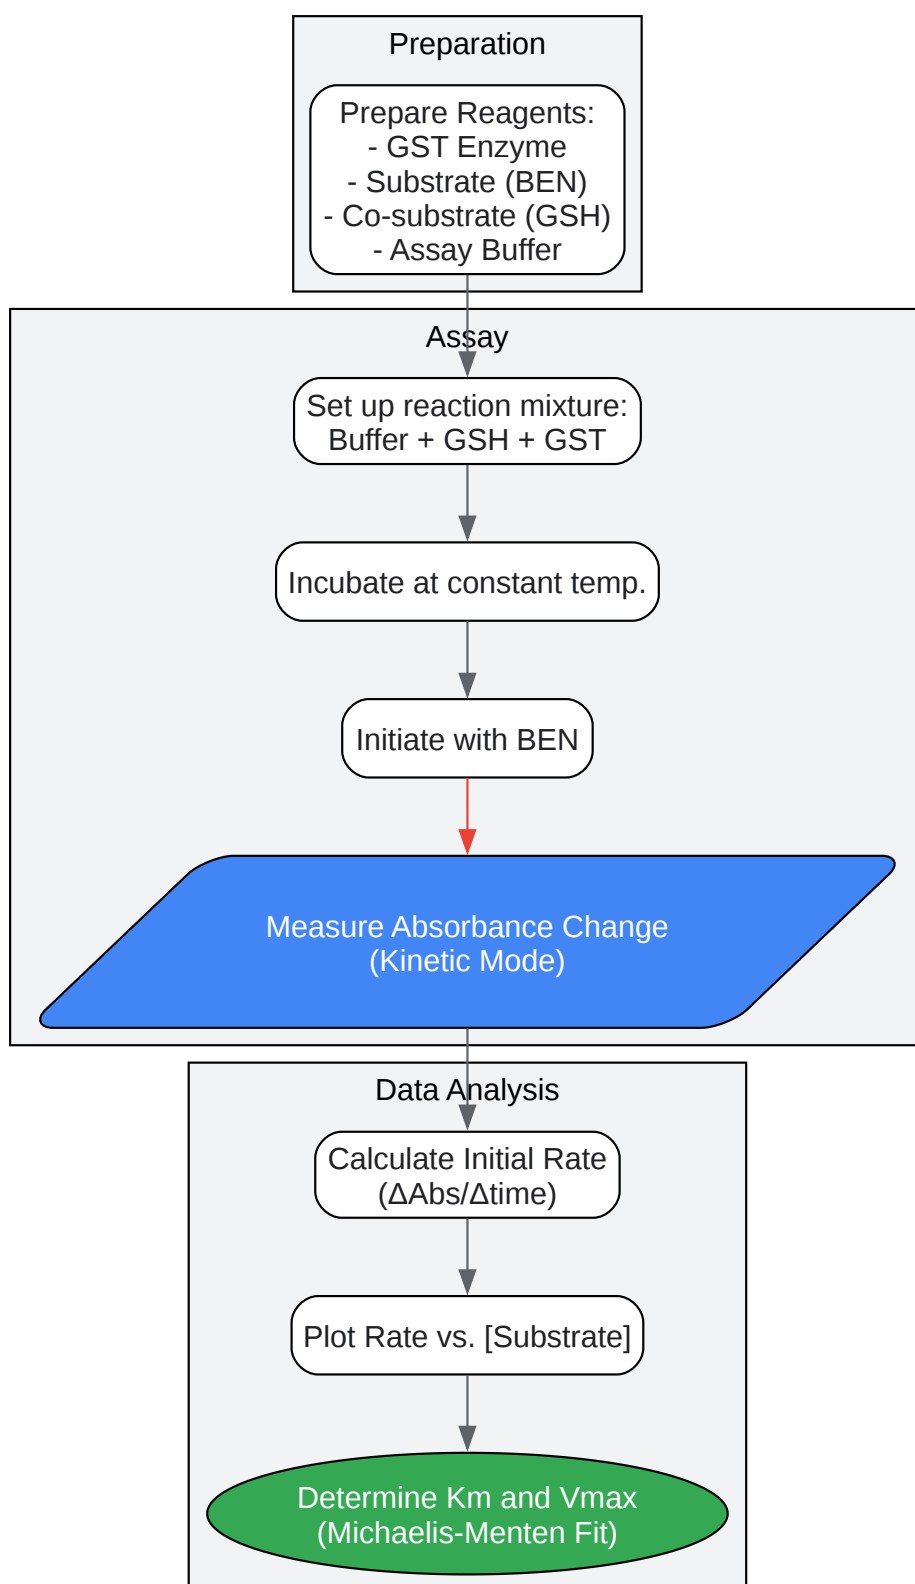 Preparation
Prepare Reagents:
- GST Enzyme
- Substrate (BEN)
- Co-substrate (GSH)
- Assay Buffer
Assay
Set up reaction mixture:
Buffer + GSH + GST
Incubate at constant temp.
Initiate with BEN
Measure Absorbance Change
(Kinetic Mode)
Data Analysis
Calculate Initial Rate
(ΔAbs/Δtime)
Plot Rate vs. [Substrate]
Determine Km and Vmax
(Michaelis-Menten Fit)